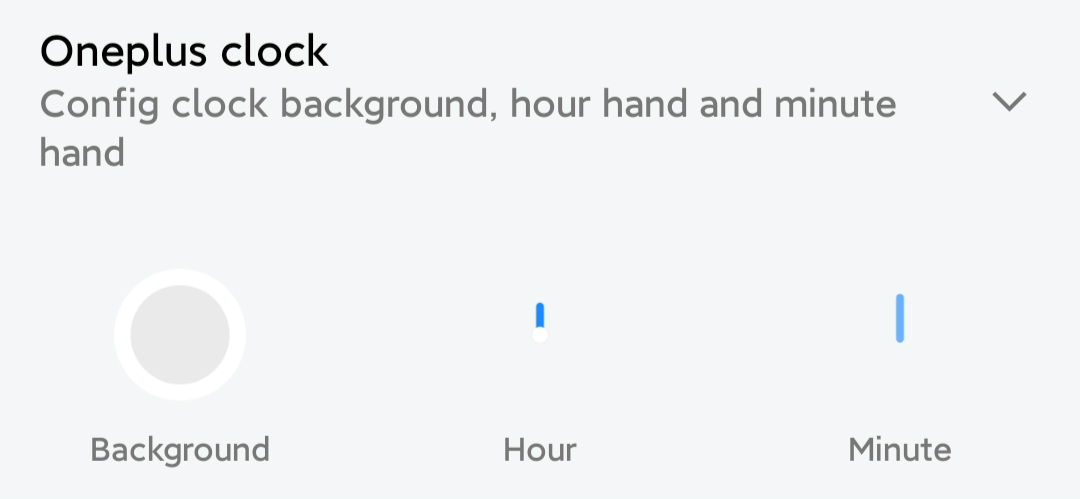 Oneplus clock
Config clock background, hour hand and minute
hand
Background
Hour
Minute